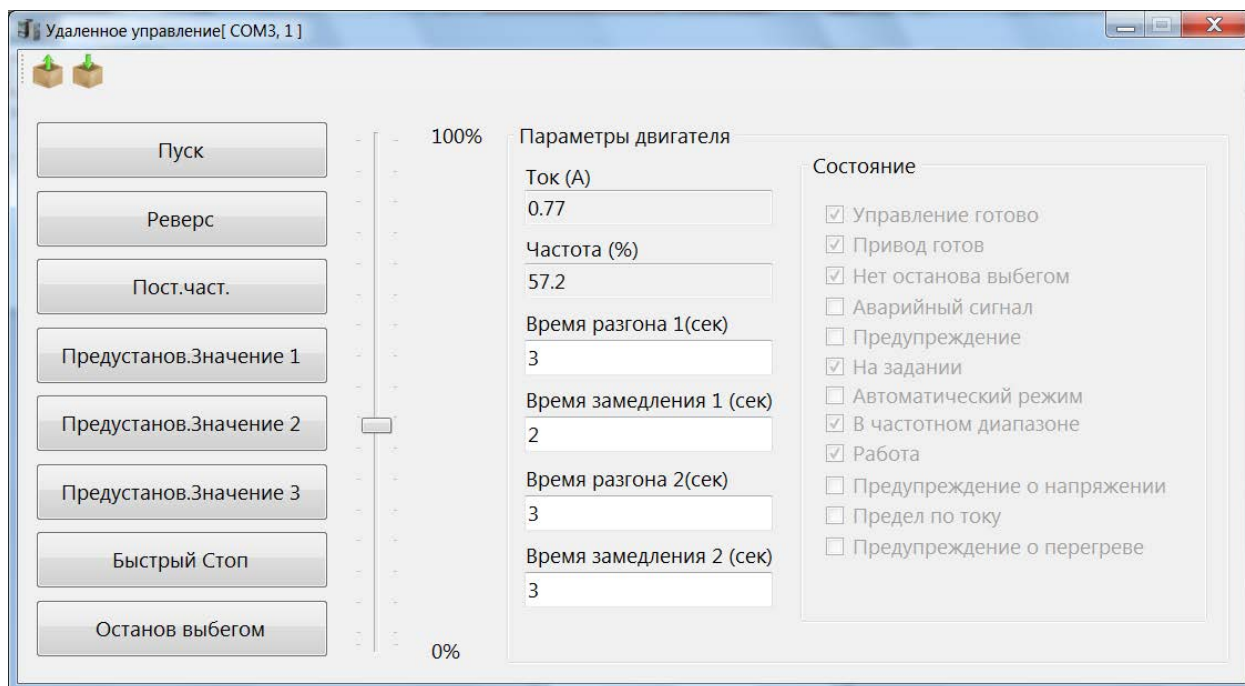 Удаленное управление[ COM3, 1 ]
Пуск
Реверс
Пост.част.
Предустанов.Значение 1
Предустанов.Значение 2
Предустанов.Значение 3
Быстрый Стоп
Останов выбегом
100%
0%
Параметры двигателя
Ток (А)
0.77
Частота (%)
57.2
Время разгона 1(сек)
3
Время замедления 1 (сек)
2
Время разгона 2(сек)
3
Время замедления 2 (сек)
3
Состояние
Управление готово
Привод готов
Нет останова выбегом
Аварийный сигнал
Предупреждение
На задании
Автоматический режим
В частотном диапазоне
Работа
Предупреждение о напряжении
Предел по току
Предупреждение о перегреве